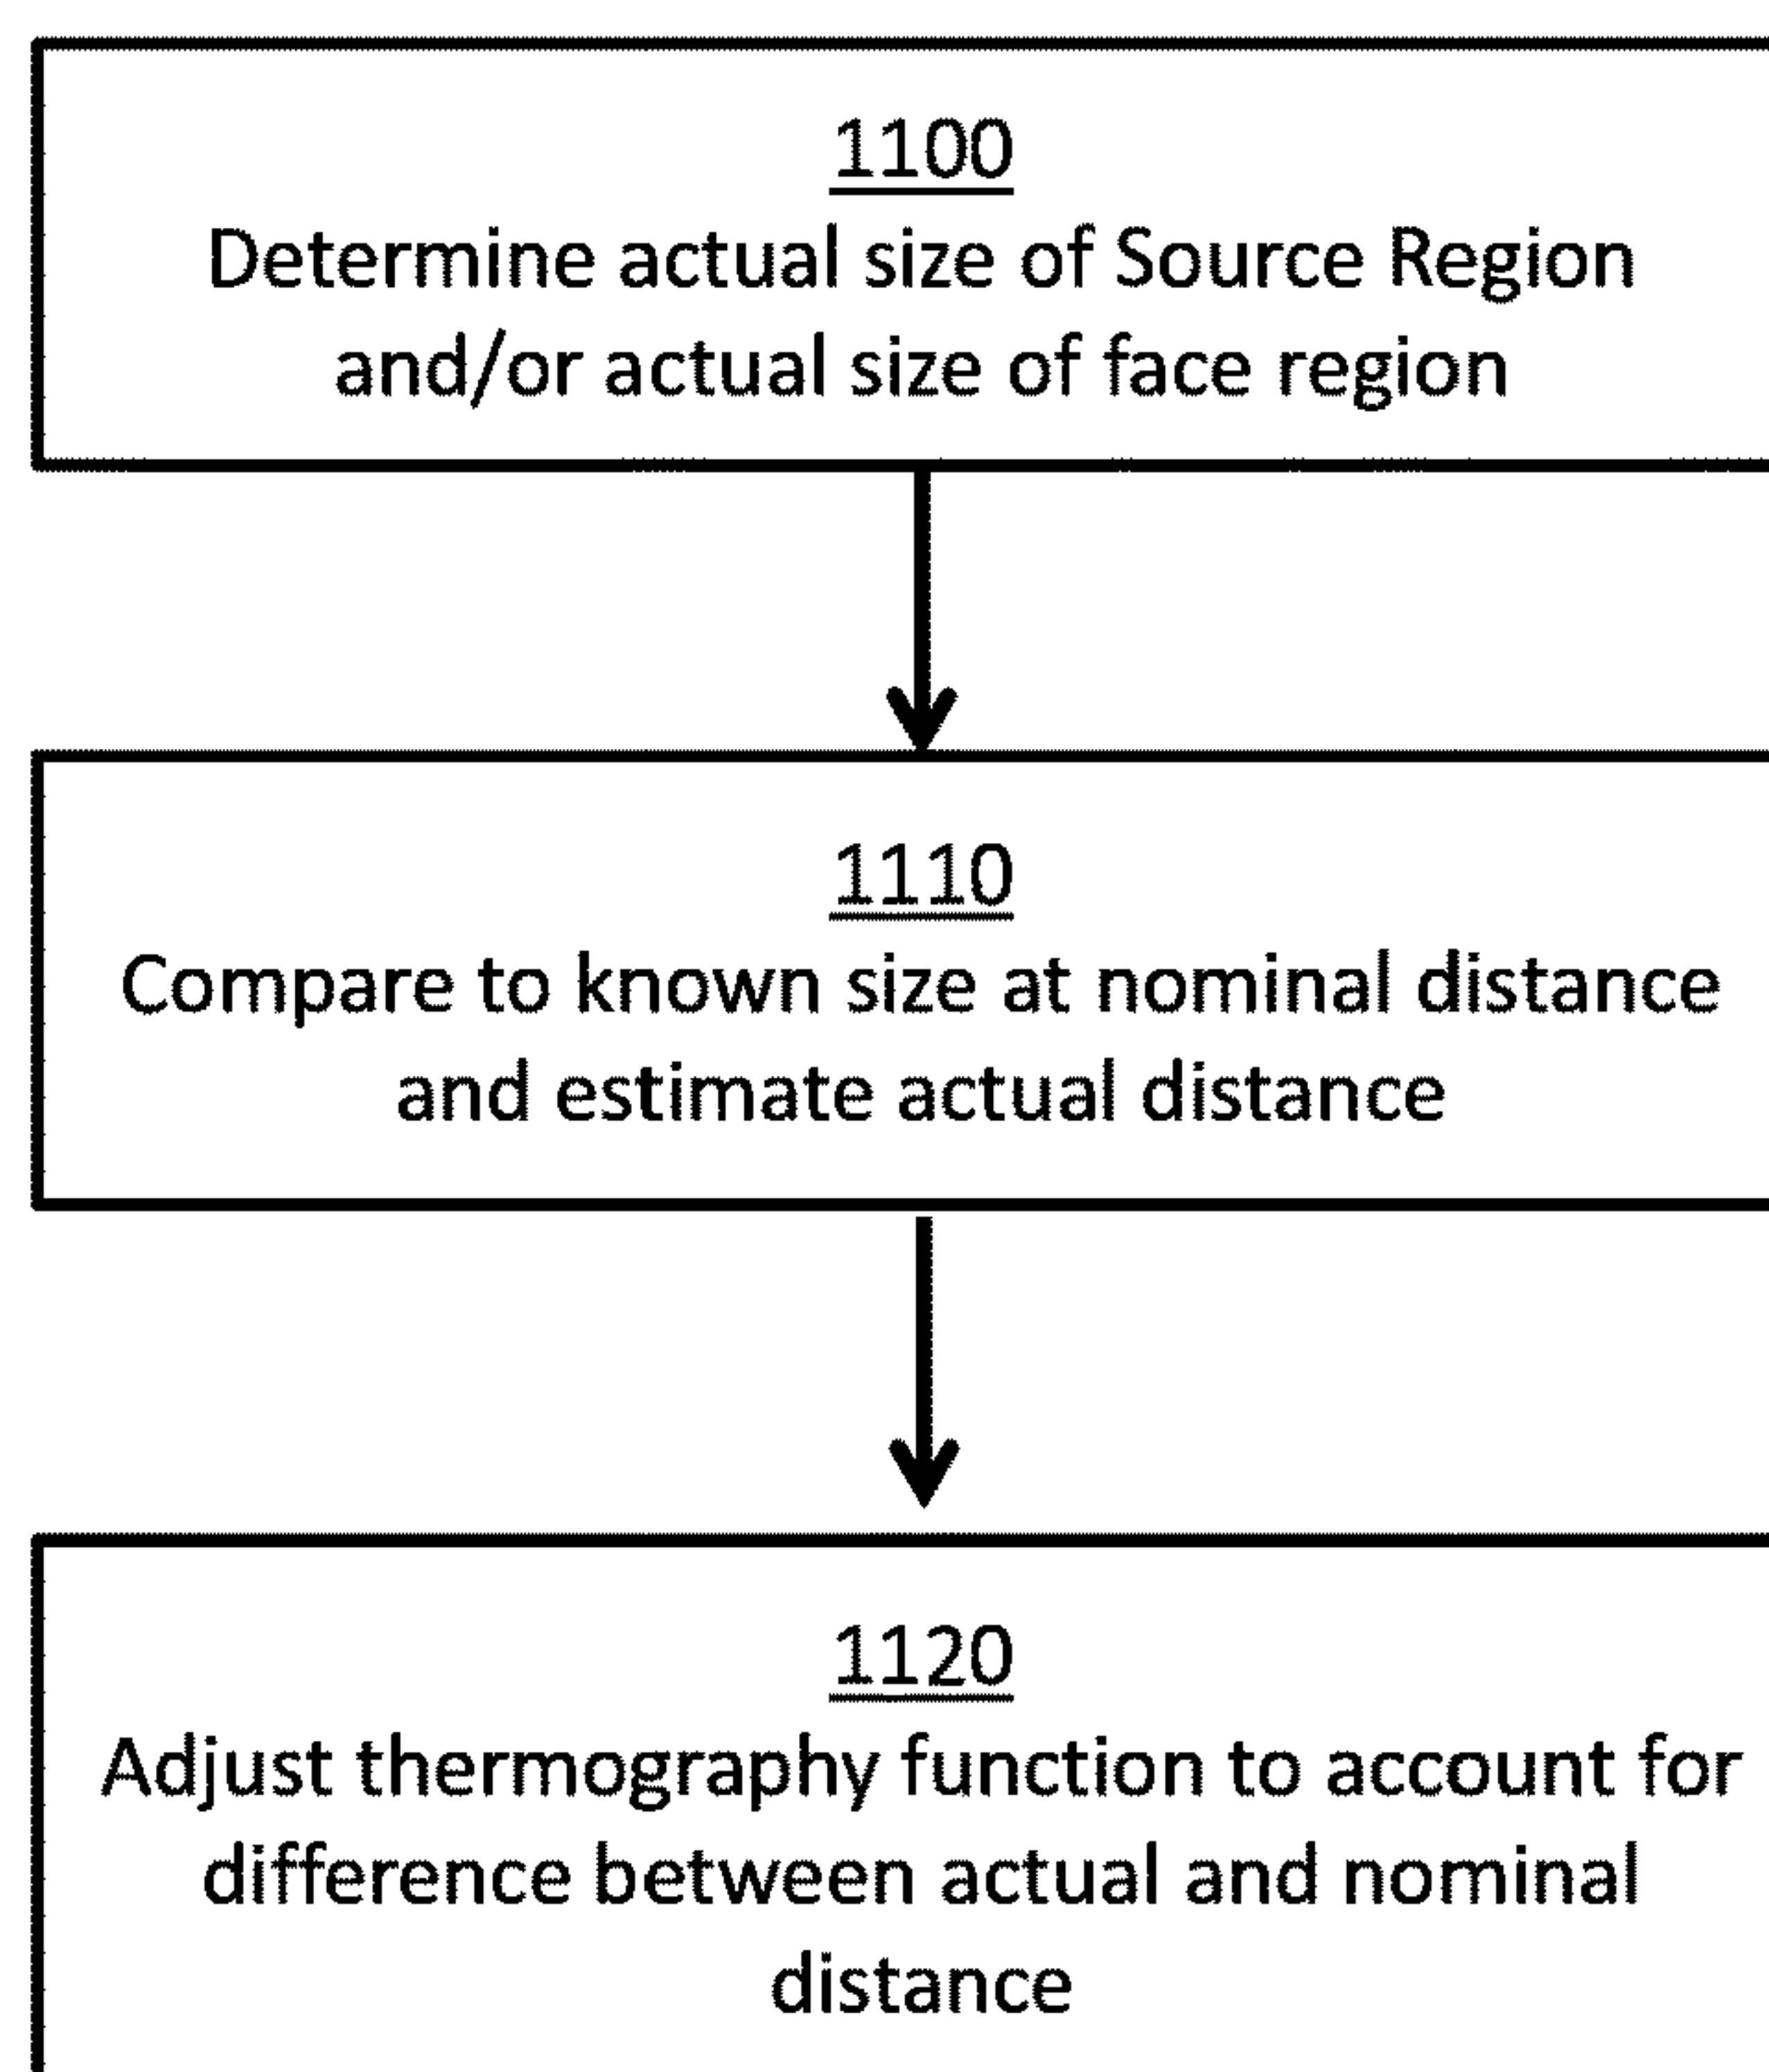 1100
Determine actual size of Source Region
and/or actual size of face region
1110
Compare to known size at nominal distance
and estimate actual distance
1120
Adjust thermography function to account for
difference between actual and nominal
distance